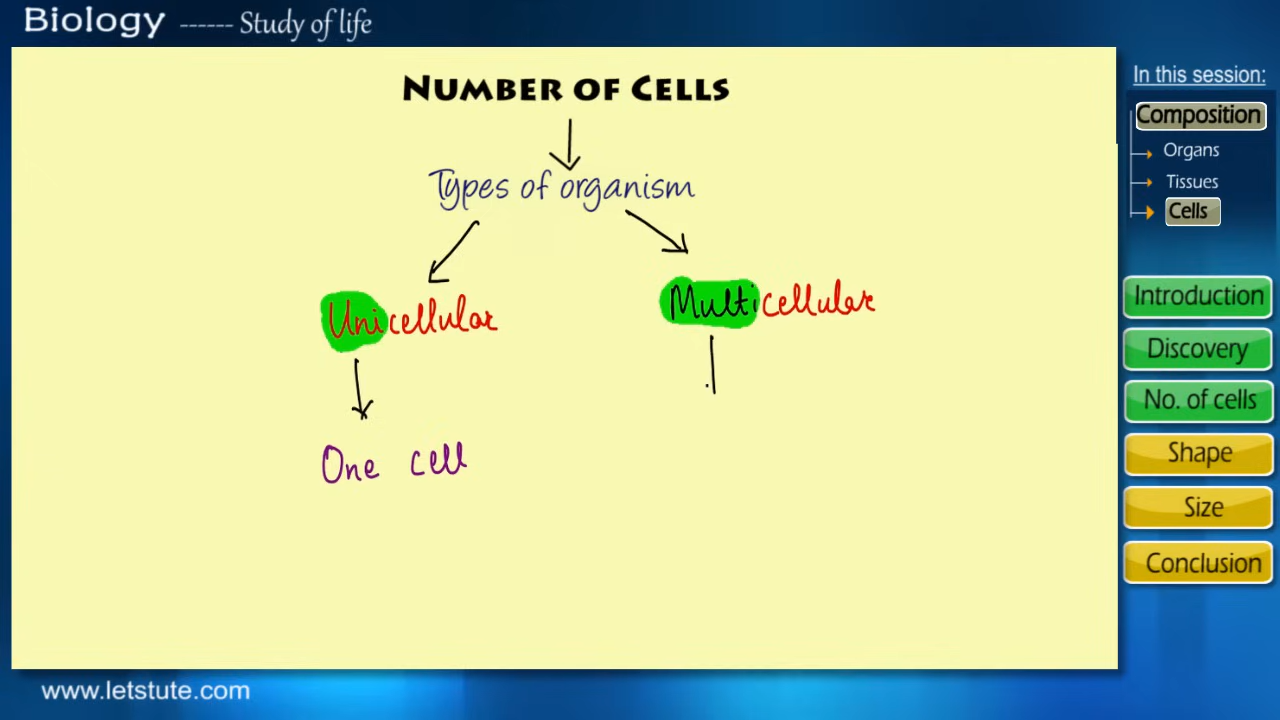 Biology ------ Study of life
In this session:
NUMBER OF CELLS
Composition
Organs
Types of organism
Tissues
Cells
Unicellular
Multicellular
Introduction
Discovery
No. of cells
One cell
Shape
Size
Conclusion
www.letstute.com